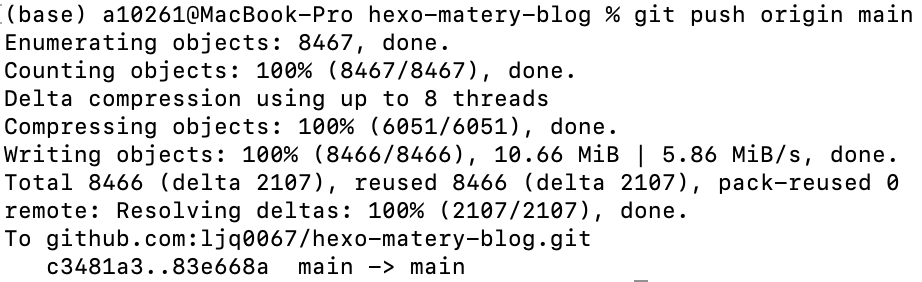 (base) a10261@MacBook-Pro hexo-matery-blog % git push origin main
Enumerating objects: 8467, done.
Counting objects: 100% (8467/8467), done.
Delta compression using up to 8 threads
Compressing objects: 100% (6051/6051), done.
Writing objects: 100% (8466/8466), 10.66 MiB | 5.86 MiB/s, done.
Total 8466 (delta 2107), reused 8466 (delta 2107), pack-reused 0
remote: Resolving deltas: 100% (2107/2107), done.
To github.com:ljq0067/hexo-matery-blog.git
   c3481a3..83e668a  main -> main